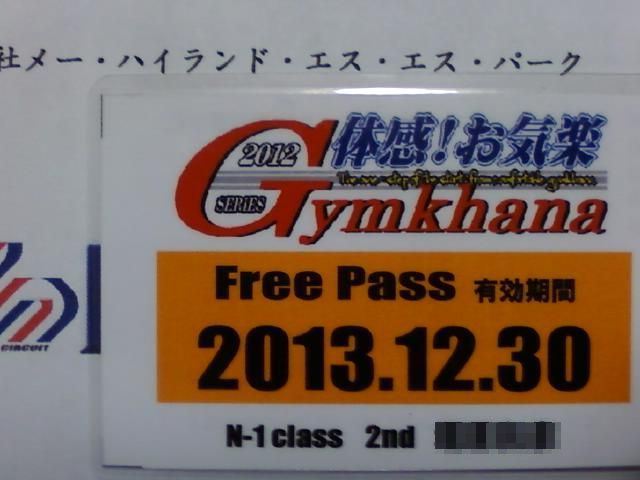 社メー・ハイランド・エス・エス・パーク
2012 体感!お気楽
SERIES Gymkhana
CIRCUIT
Free Pass 有効期間
2013.12.30
N-1 class 2nd